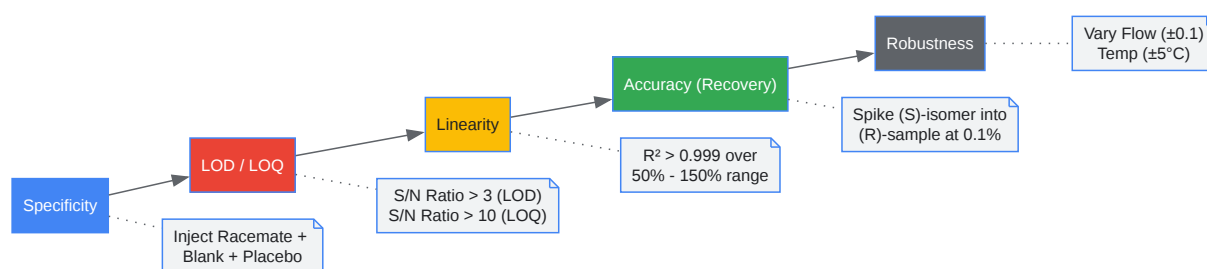 Specificity
Inject Racemate +
Blank + Placebo
LOD / LOQ
S/N Ratio > 3 (LOD)
S/N Ratio > 10 (LOQ)
Linearity
R² > 0.999 over
50% - 150% range
Accuracy (Recovery)
Spike (S)-isomer into
(R)-sample at 0.1%
Robustness
Vary Flow (±0.1)
Temp (±5°C)